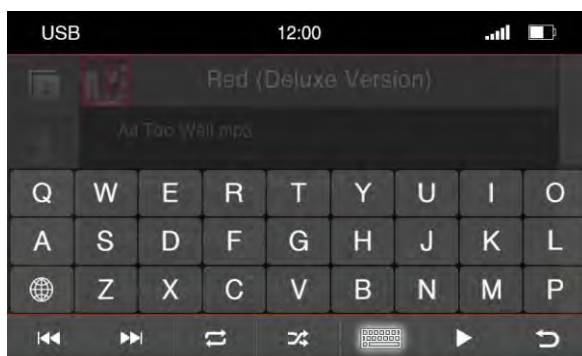 USB 12:00
Red (Deluxe Version)
All Too Well.mp3
Q W E R T Y U I O
A S D F G H J K L
Z X C V B N M P